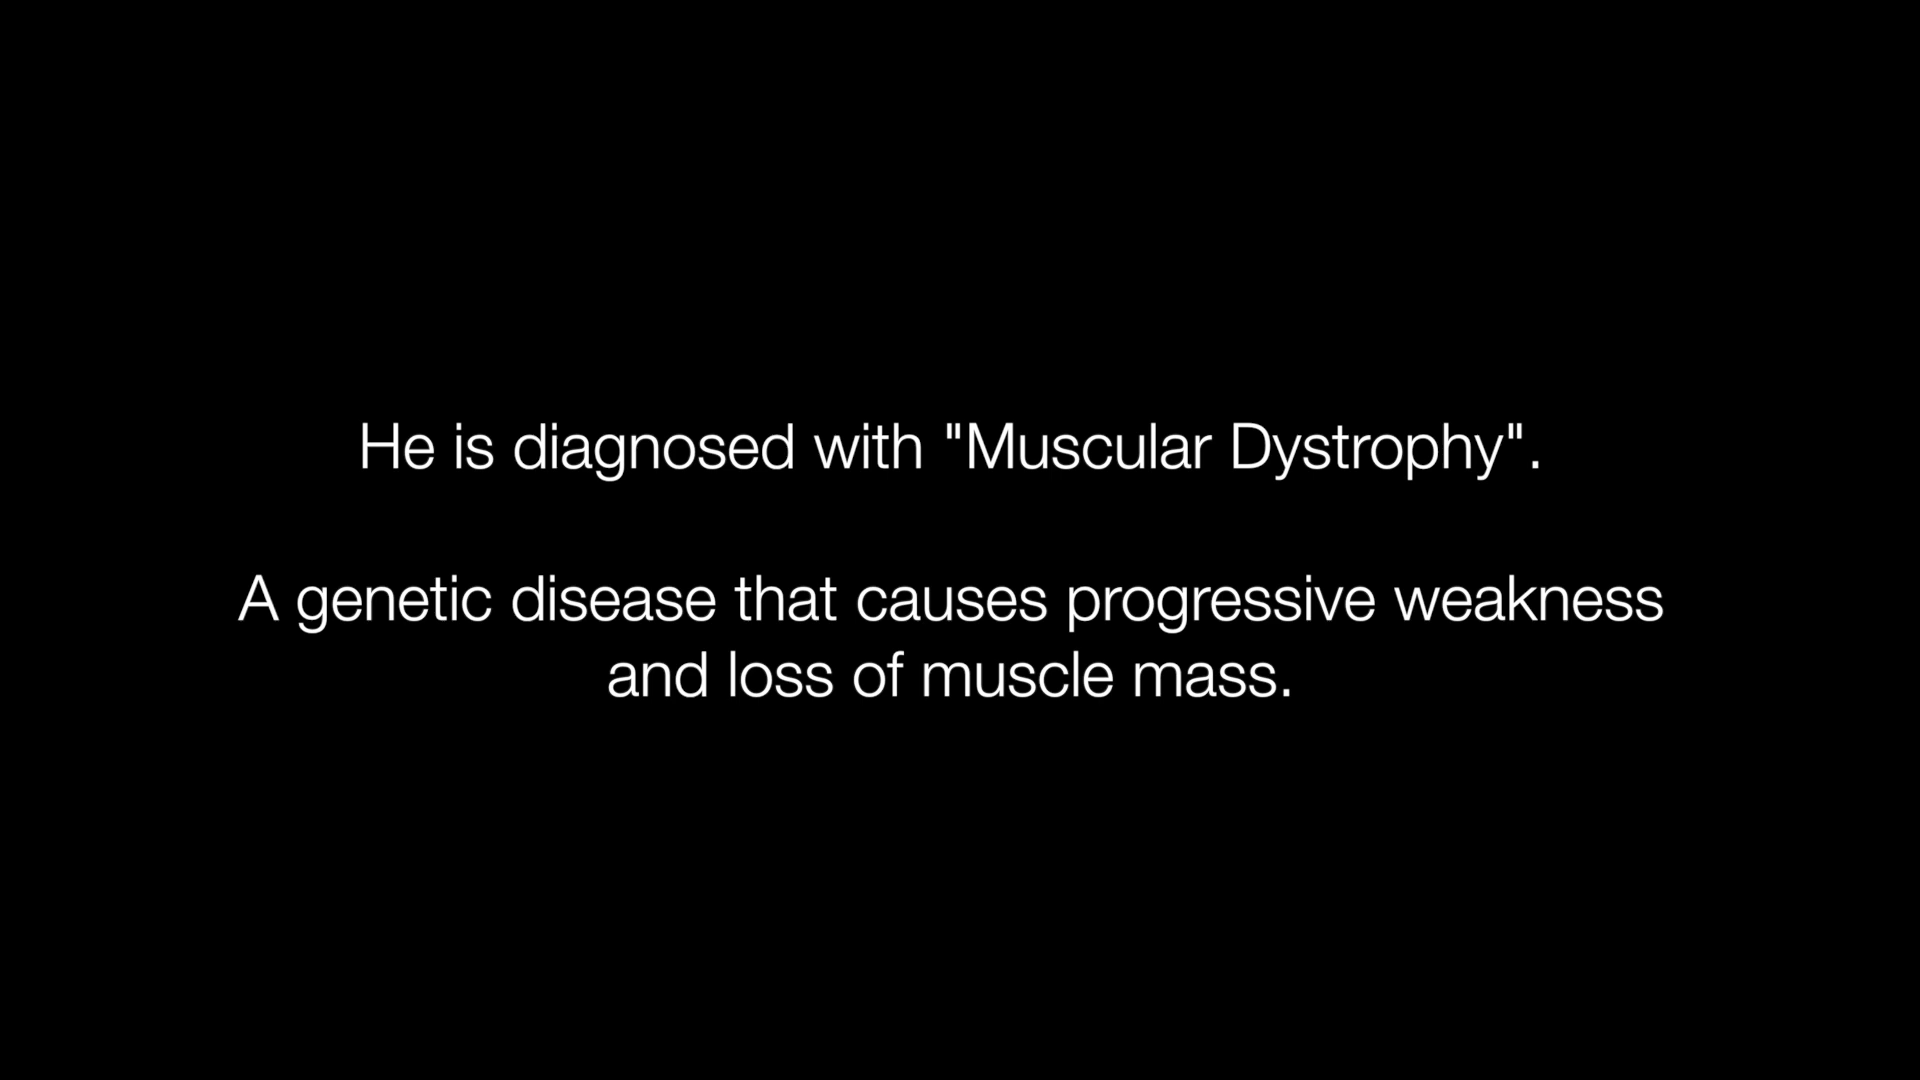 He is diagnosed with "Muscular Dystrophy".
A genetic disease that causes progressive weakness
and loss of muscle mass.